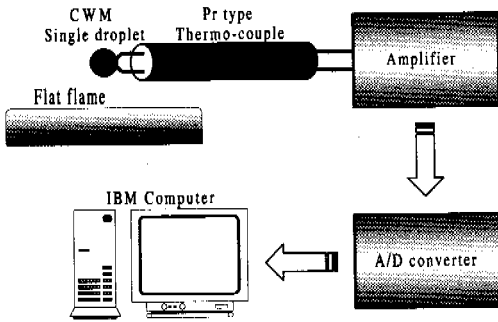 CWM
Single droplet
Pr type
Thermo-couple
Amplifier
Flat flame
IBM Computer
A/D converter